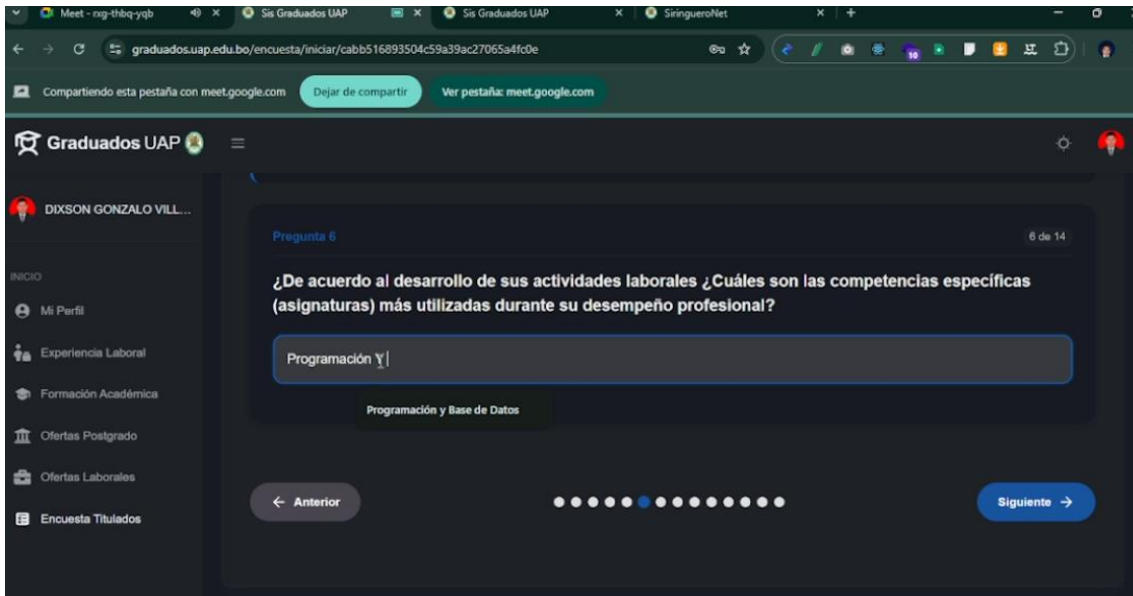 Meet - rxg-thbq-yqb
Sis Graduados UAP
Sis Graduados UAP
SiringueroNet
graduados.uap.edu.bo/encuesta/iniciar/cabb516893504c59a39ac27065a4fc0e
10
Compartiendo esta pestaña con meet.google.com
Dejar de compartir
Ver pestaña: meet.google.com
Graduados UAP
DIXSON GONZALO VILL...
INICIO
Mi Perfil
Experiencia Laboral
Formación Académica
Ofertas Postgrado
Ofertas Laborales
Encuesta Titulados
Pregunta 6
6 de 14
¿De acuerdo al desarrollo de sus actividades laborales ¿Cuáles son las competencias específicas
(asignaturas) más utilizadas durante su desempeño profesional?
Programación Y
Programación y Base de Datos
← Anterior
Siguiente →